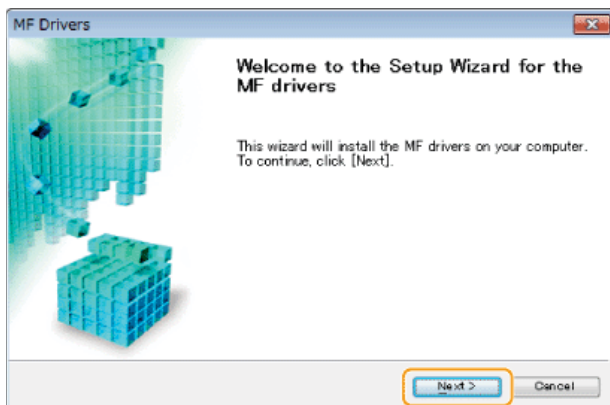 MF Drivers
Welcome to the Setup Wizard for the
MF drivers
This wizard will install the MF drivers on your computer.
To continue, click [Next].
Next >
Cancel